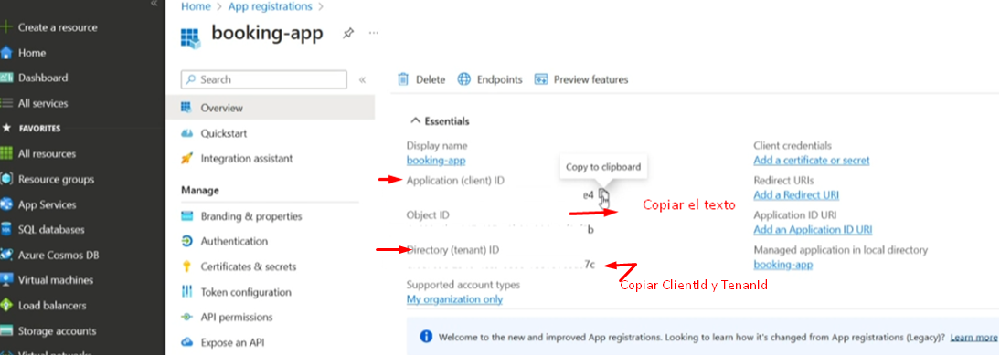 Home > App registrations >
booking-app
Create a resource
Home
Dashboard
All services
FAVORITES
All resources
Resource groups
App Services
SQL databases
Azure Cosmos DB
Virtual machines
Load balancers
Storage accounts
Virtual networks
Search
Overview
Quickstart
Integration assistant
Manage
Branding & properties
Authentication
Certificates & secrets
Token configuration
API permissions
Expose an API
Delete
Endpoints
Preview features
Essentials
Display name
booking-app
Copy to clipboard
Application (client) ID
e4
Copiar el texto
Object ID
b
Directory (tenant) ID
7c
Copiar ClientId y TenanId
Supported account types
My organization only
Client credentials
Add a certificate or secret
Redirect URIs
Add a Redirect URI
Application ID URI
Add an Application ID URI
Managed application in local directory
booking-app
Welcome to the new and improved App registrations. Looking to learn how it's changed from App registrations (Legacy)? Learn more